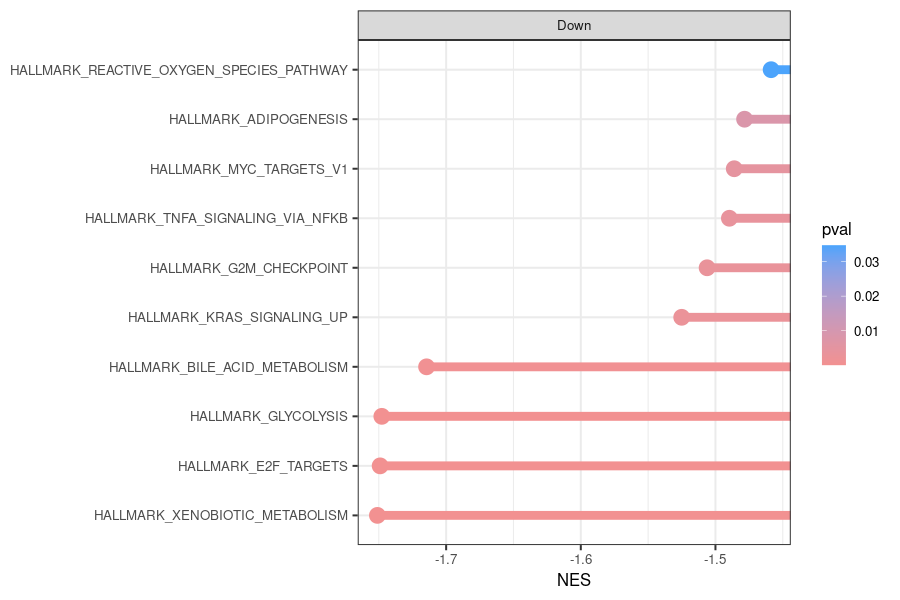 Down
HALLMARK_REACTIVE_OXYGEN_SPECIES_PATHWAY
HALLMARK_ADIPOGENESIS
HALLMARK_MYC_TARGETS_V1
HALLMARK_TNFA_SIGNALING_VIA_NFKB
HALLMARK_G2M_CHECKPOINT
HALLMARK_KRAS_SIGNALING_UP
HALLMARK_BILE_ACID_METABOLISM
HALLMARK_GLYCOLYSIS
HALLMARK_E2F_TARGETS
HALLMARK_XENOBIOTIC_METABOLISM
-1.7 -1.6 -1.5
NES
pval
0.03
0.02
0.01